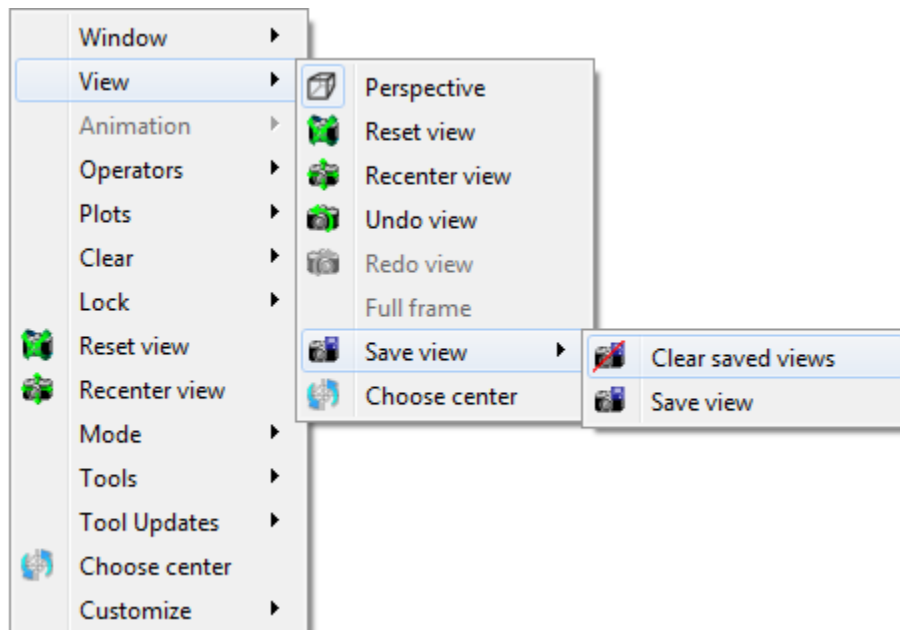 Window
View
Animation
Operators
Plots
Clear
Lock
Reset view
Recenter view
Mode
Tools
Tool Updates
Choose center
Customize
Perspective
Reset view
Recenter view
Undo view
Redo view
Full frame
Save view
Choose center
Clear saved views
Save view